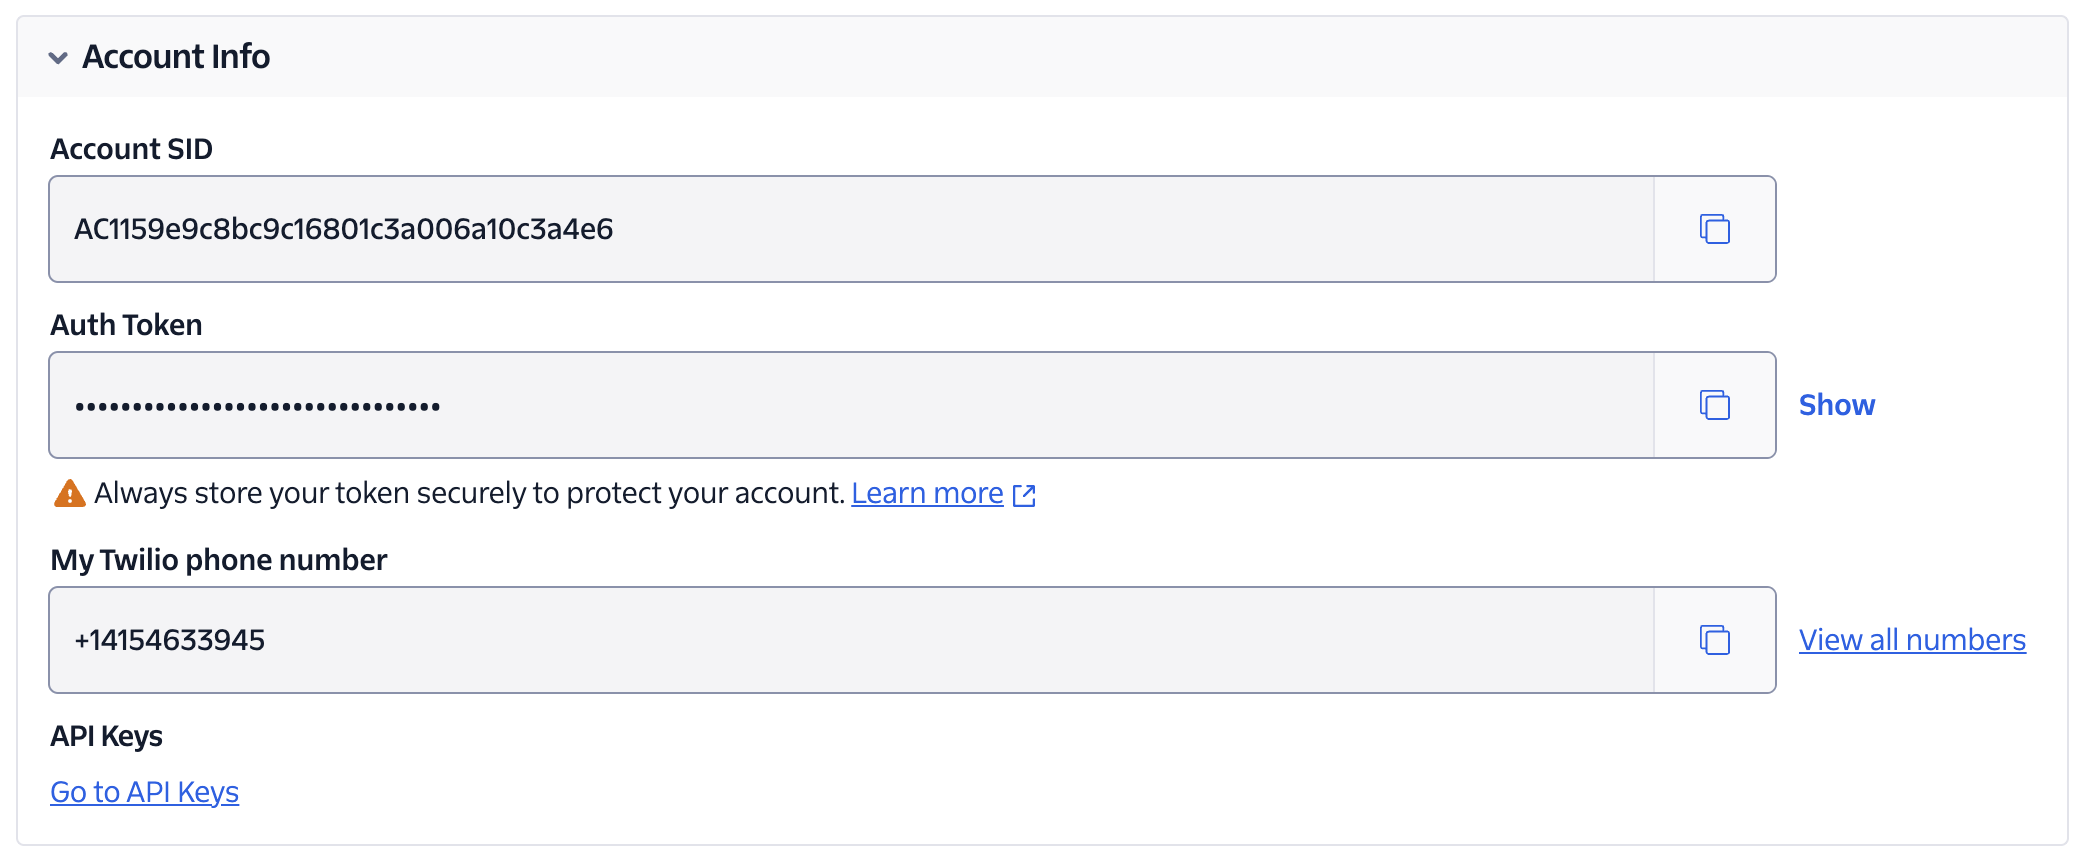 Account Info
Account SID
AC1159e9c8bc9c16801c3a006a10c3a4e6
Auth Token
••••••••••••••••••••••••••••••••
Show
Always store your token securely to protect your account. Learn more
My Twilio phone number
+14154633945
View all numbers
API Keys
Go to API Keys